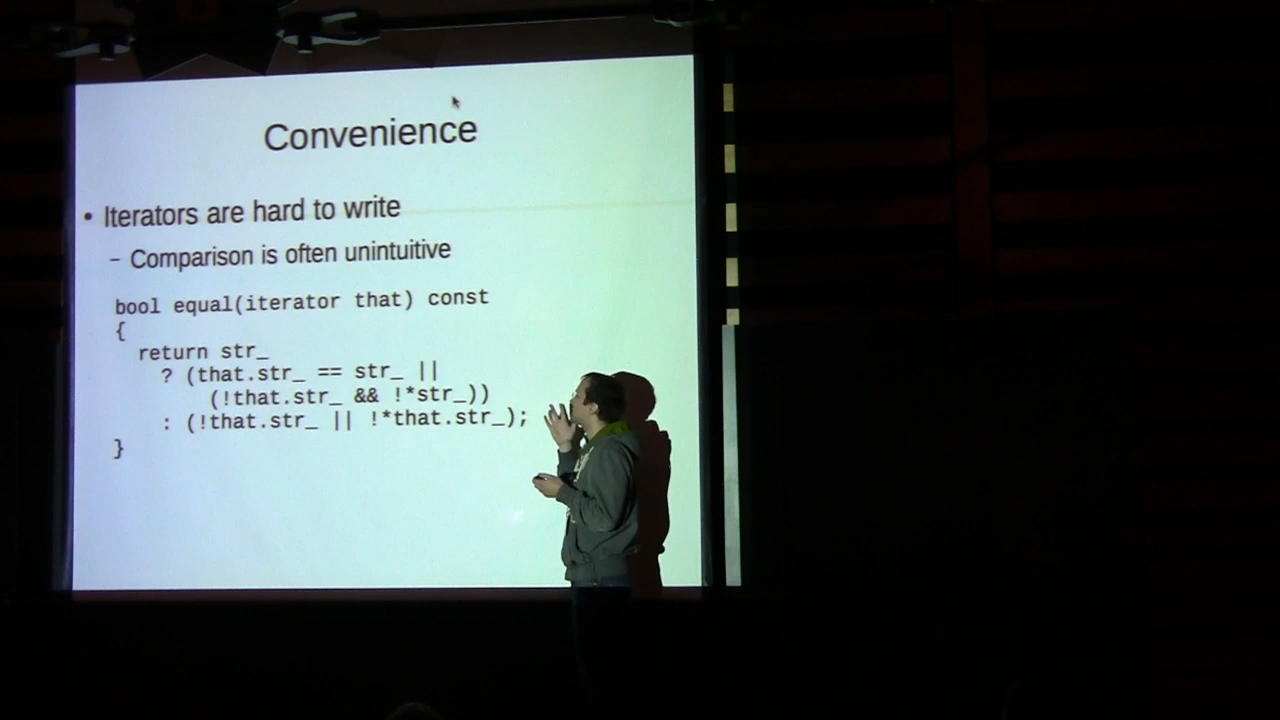 Convenience
• Iterators are hard to write
– Comparison is often unintuitive
bool equal(iterator that) const
{
return str_
? (that.str_ == str_ ||
(!that.str_ && !*str_))
: (!that.str_ || !*that.str_);
}